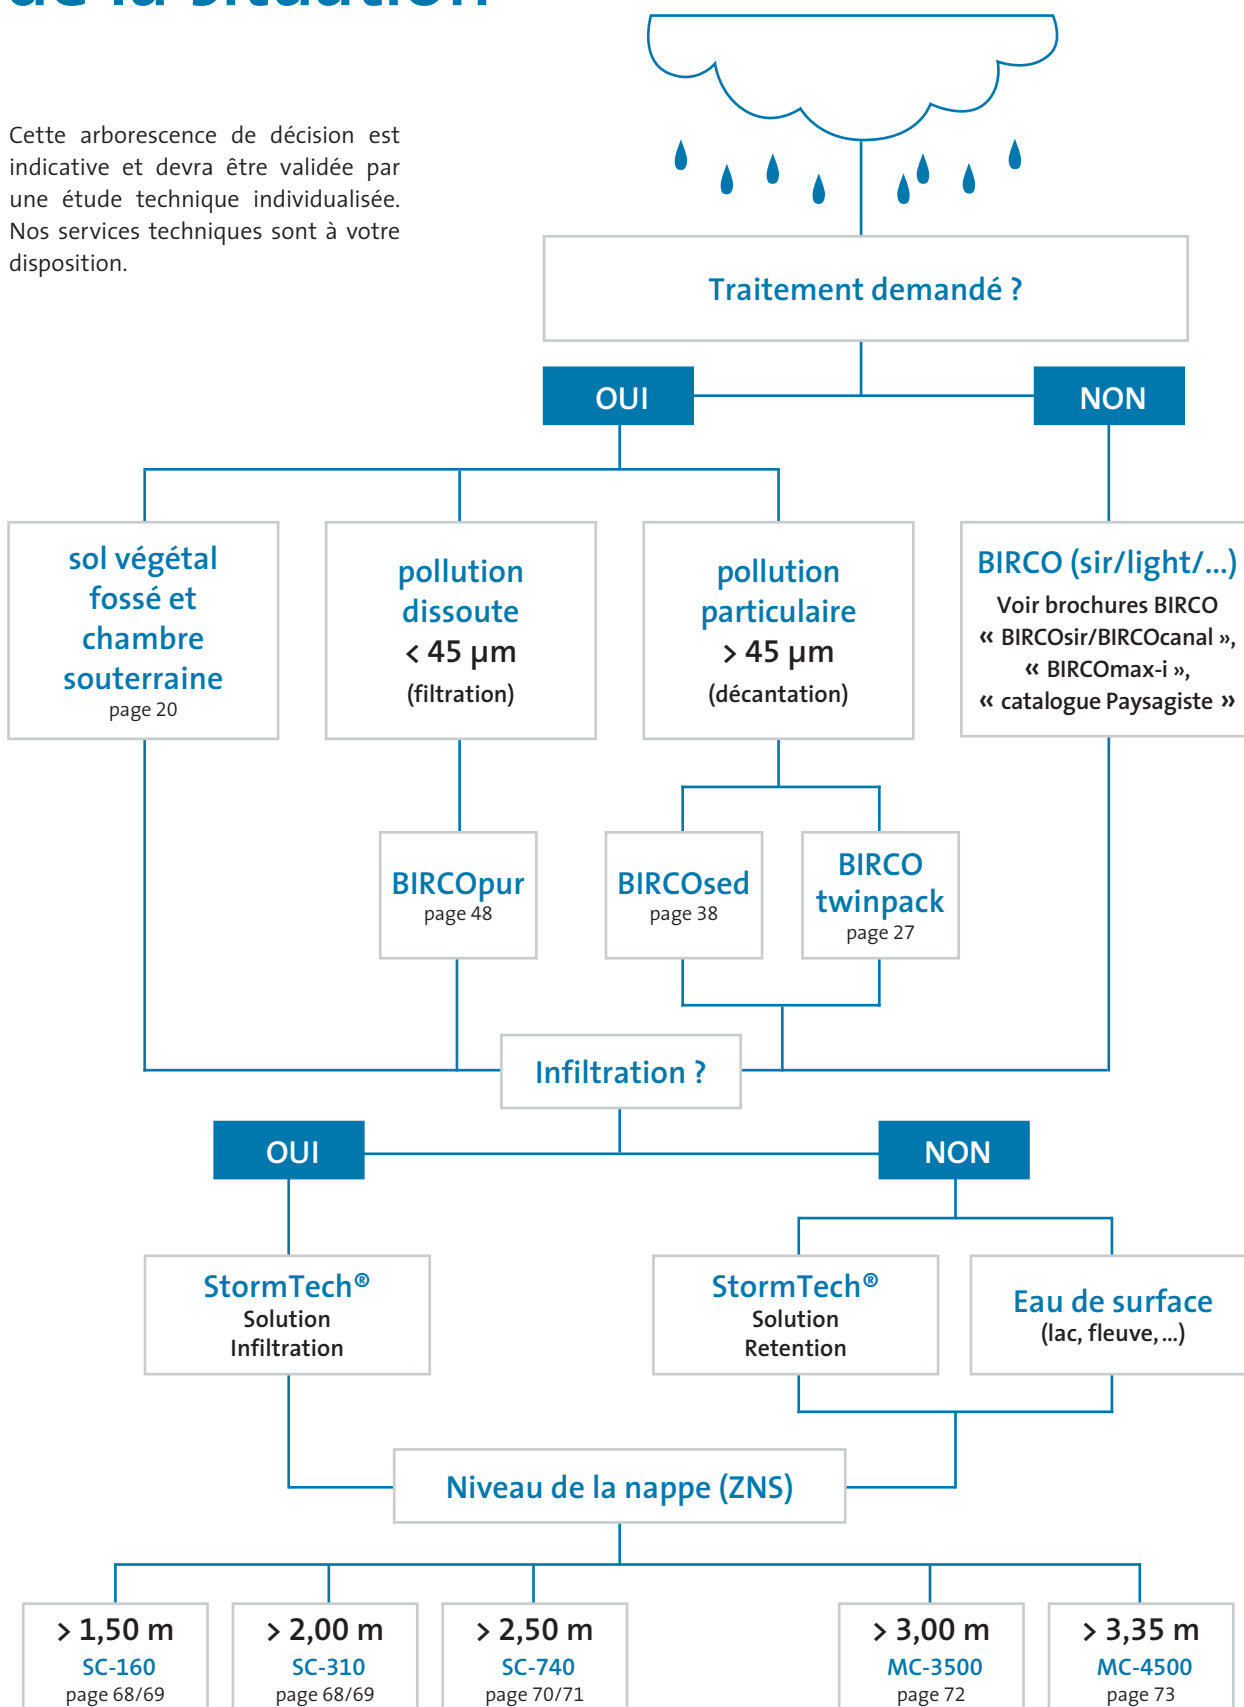 de la situation
Cette arborescence de décision est
indicative et devra être validée par
une étude technique individualisée.
Nos services techniques sont à votre
disposition.
Traitement demandé ?
OUI
NON
sol végétal
fossé et
chambre
souterraine
page 20
pollution
dissoute
< 45 µm
(filtration)
pollution
particulaire
> 45 µm
(décantation)
BIRCO (sir/light/...)
Voir brochures BIRCO
« BIRCOsir/BIRCOcanal »,
« BIRCOmax-i »,
« catalogue Paysagiste »
BIRCOpur
page 48
BIRCOsed
page 38
BIRCO
twinpack
page 27
Infiltration ?
OUI
NON
StormTech®
Solution
Infiltration
StormTech®
Solution
Retention
Eau de surface
(lac, fleuve, ...)
Niveau de la nappe (ZNS)
> 1,50 m
SC-160
page 68/69
> 2,00 m
SC-310
page 68/69
> 2,50 m
SC-740
page 70/71
> 3,00 m
MC-3500
page 72
> 3,35 m
MC-4500
page 73